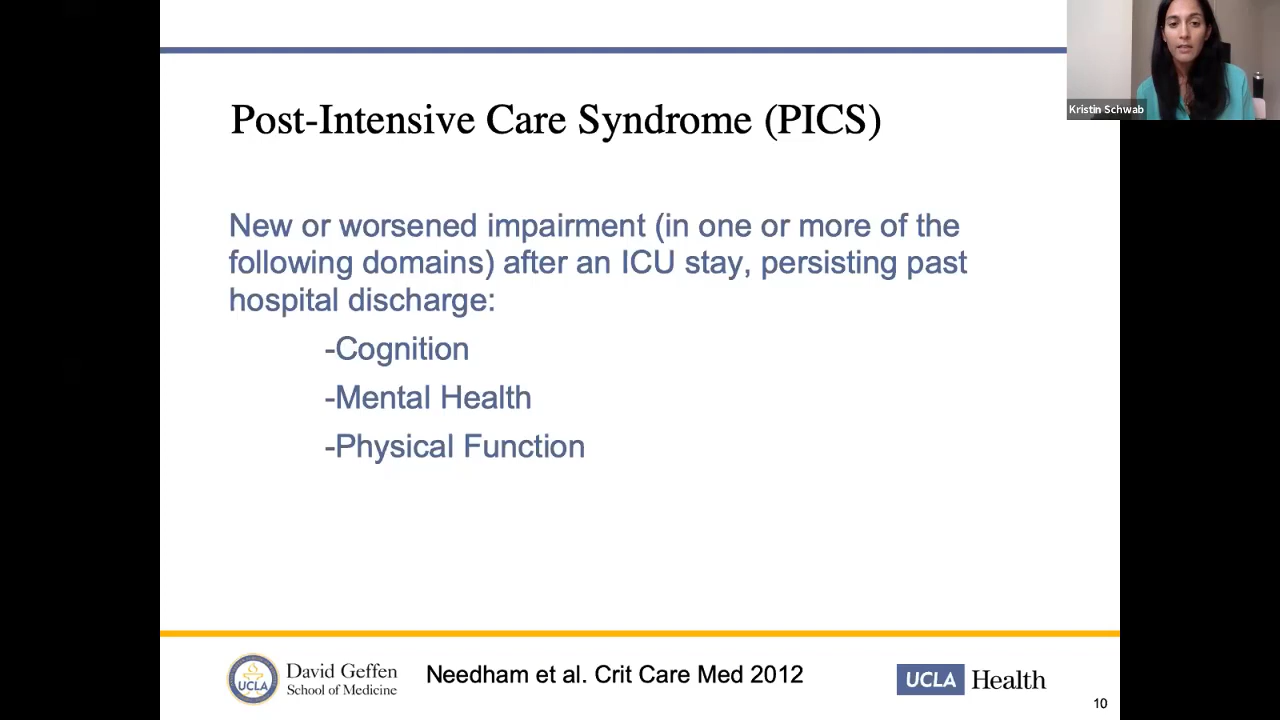 Kristin Schwab
Post-Intensive Care Syndrome (PICS)
New or worsened impairment (in one or more of the
following domains) after an ICU stay, persisting past
hospital discharge:
-Cognition
-Mental Health
-Physical Function
UCLA
David Geffen
School of Medicine
Needham et al. Crit Care Med 2012
UCLA Health
10